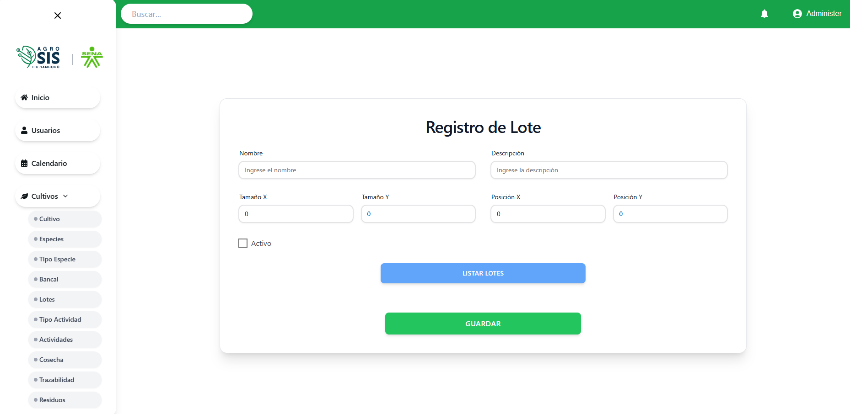 Buscar...
Administer
AGRO
SIS
SENA
Inicio
Usuarios
Calendario
Cultivos
Cultivo
Especies
Tipo Especie
Bancal
Lotes
Tipo Actividad
Actividades
Cosecha
Trazabilidad
Residuos
Registro de Lote
Nombre
Descripción
Ingrese el nombre
Ingrese la descripción
Tamaño X
Tamaño Y
Posición X
Posición Y
0
0
0
0
Activo
LISTAR LOTES
GUARDAR